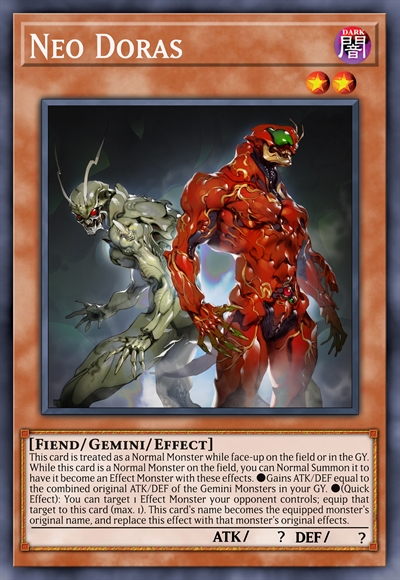 Neo Doras
DARK
闇
[Fiend/Gemini/Effect]
This card is treated as a Normal Monster while face-up on the field or in the GY.
While this card is a Normal Monster on the field, you can Normal Summon it to
have it become an Effect Monster with these effects. ●Gains ATK/DEF equal to
the combined original ATK/DEF of the Gemini Monsters in your GY. ●(Quick
Effect): You can target 1 Effect Monster your opponent controls; equip that
target to this card (max. 1). This card's name becomes the equipped monster's
original name, and replace this effect with that monster's original effects.
ATK/ ? DEF/ ?